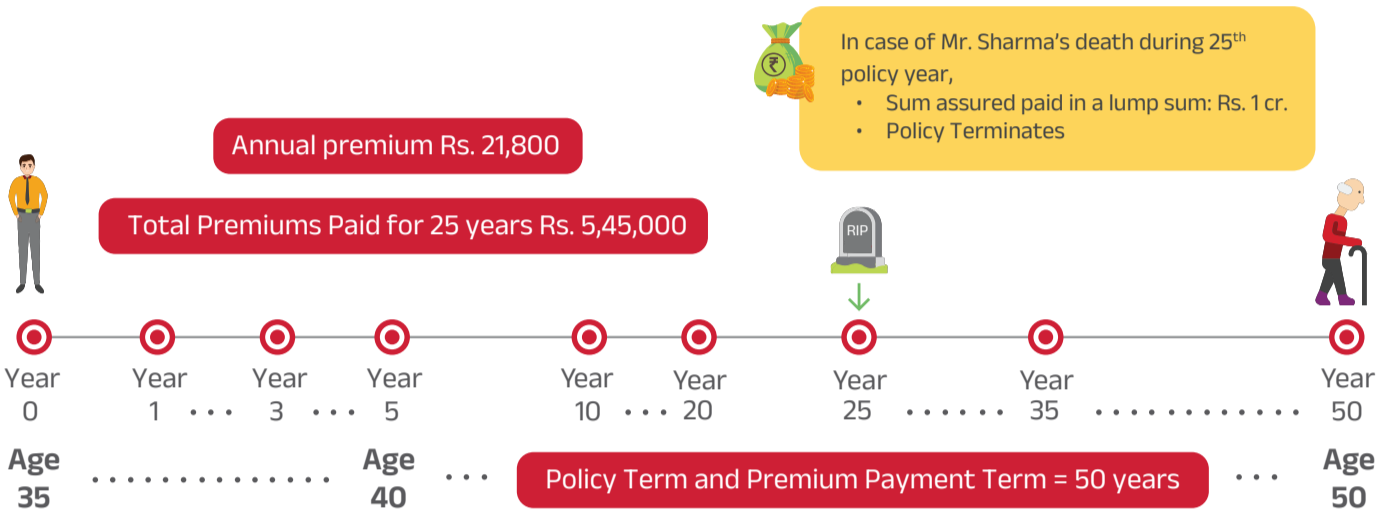 In case of Mr. Sharma's death during 25th
policy year,
• Sum assured paid in a lump sum: Rs. 1 cr.
• Policy Terminates
₹
Annual premium Rs. 21,800
Total Premiums Paid for 25 years Rs. 5,45,000
RIP
Year Year Year Year Year Year Year Year Year
0 1 • • • • 3 • • • • 5 10 • • • • 20 25 • • • • • • 35 • • • • • • • • • • • • 50
Age Age Age
35 • • • • • • • • • • • • • 40 • • • Policy Term and Premium Payment Term = 50 years • • • 50